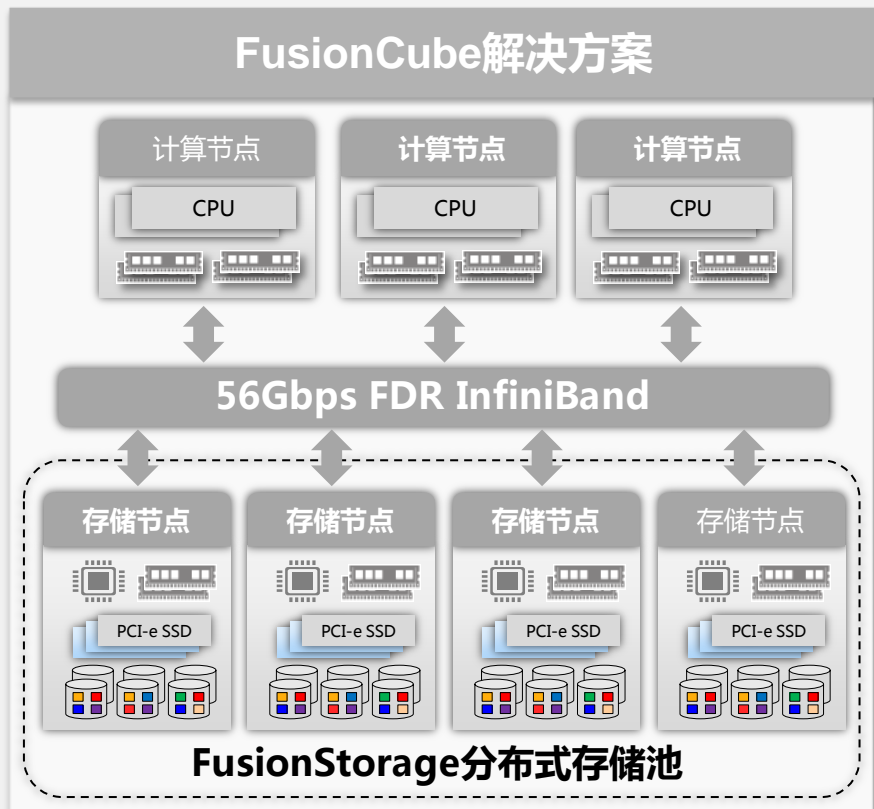 FusionCube解决方案
计算节点 计算节点 计算节点
CPU CPU CPU
56Gbps FDR InfiniBand
存储节点 存储节点 存储节点 存储节点
PCI-e SSD PCI-e SSD PCI-e SSD PCI-e SSD
FusionStorage分布式存储池